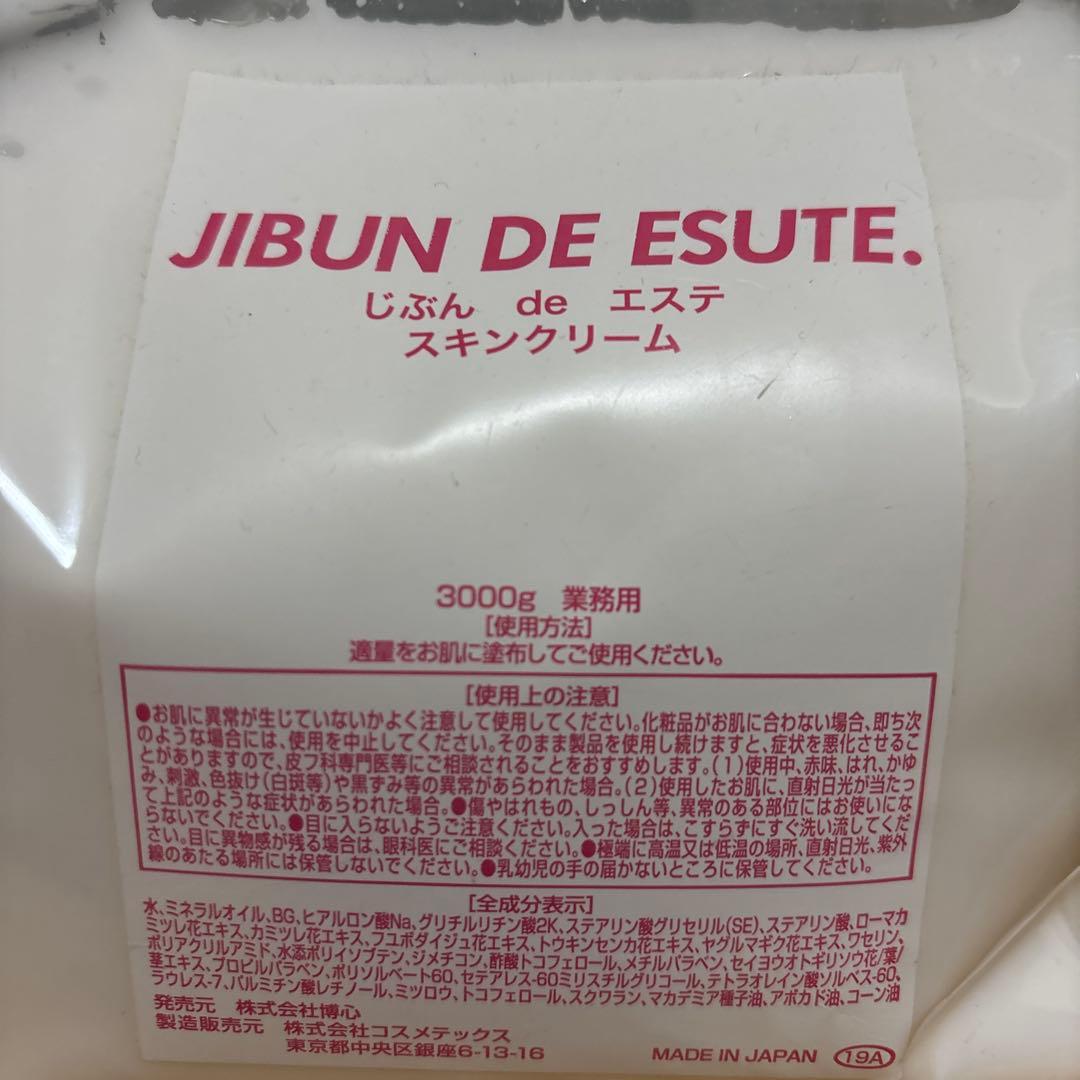 JIBUN DE ESUTE.
じぶん de エステ
スキンクリーム
3000g 業務用
[使用方法]
適量をお肌に塗布してご使用ください。
[使用上の注意]
●お肌に異常が生じていないかよく注意して使用してください。化粧品がお肌に合わない場合、即ち次
のような場合には、使用を中止してください。そのまま製品を使用し続けますと、症状を悪化させるこ
とがありますので、皮フ科専門医等にご相談されることをおすすめします。(1)使用中、赤味、はれ、かゆ
み、刺激、色抜け(白斑等)や黒ずみ等の異常があらわれた場合。(2)使用したお肌に、直射日光が当たっ
て上記のような症状があらわれた場合。●傷やはれもの、しっしん等、異常のある部位にはお使いにな
らないでください。●目に入らないようご注意ください。入った場合は、こすらずにすぐ洗い流してくだ
さい。目に異物感が残る場合は、眼科医にご相談ください。●極端に高温又は低温の場所、直射日光、紫外
線のあたる場所には保管しないでください。●乳幼児の手の届かないところに保管してください。
[全成分表示]
水、ミネラルオイル、BG、ヒアルロン酸Na、グリチルリチン酸2K、ステアリン酸グリセリル(SE)、ステアリン酸、ローマカ
ミツレ花エキス、カミツレ花エキス、フユボダイジュ花エキス、トウキンセンカ花エキス、ヤグルマギク花エキス、ワセリン、
ポリアクリルアミド、水添ポリイソブテン、ジメチコン、酢酸トコフェロール、メチルパラベン、セイヨウオトギリソウ花/葉/
茎エキス、プロピルパラベン、ポリソルベート60、セテアレス-60ミリスチルグリコール、テトラオレイン酸ソルベス-60、
ラウレス-7、パルミチン酸レチノール、ミツロウ、トコフェロール、スクワラン、マカデミア種子油、アボカド油、コーン油
発売元 株式会社博心
製造販売元 株式会社コスメテックス
東京都中央区銀座6-13-16
MADE IN JAPAN 19A